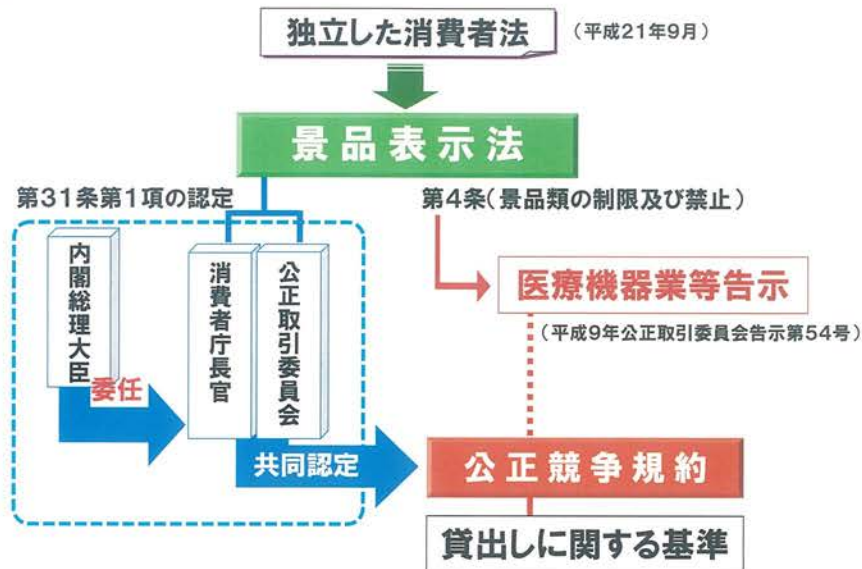 独立した消費者法
（平成21年9月）
景品表示法
第31条第1項の認定
第4条（景品類の制限及び禁止）
内閣総理大臣
消費者庁長官
公正取引委員会
医療機器業等告示
（平成9年公正取引委員会告示第54号）
委任
共同認定
公正競争規約
貸出しに関する基準